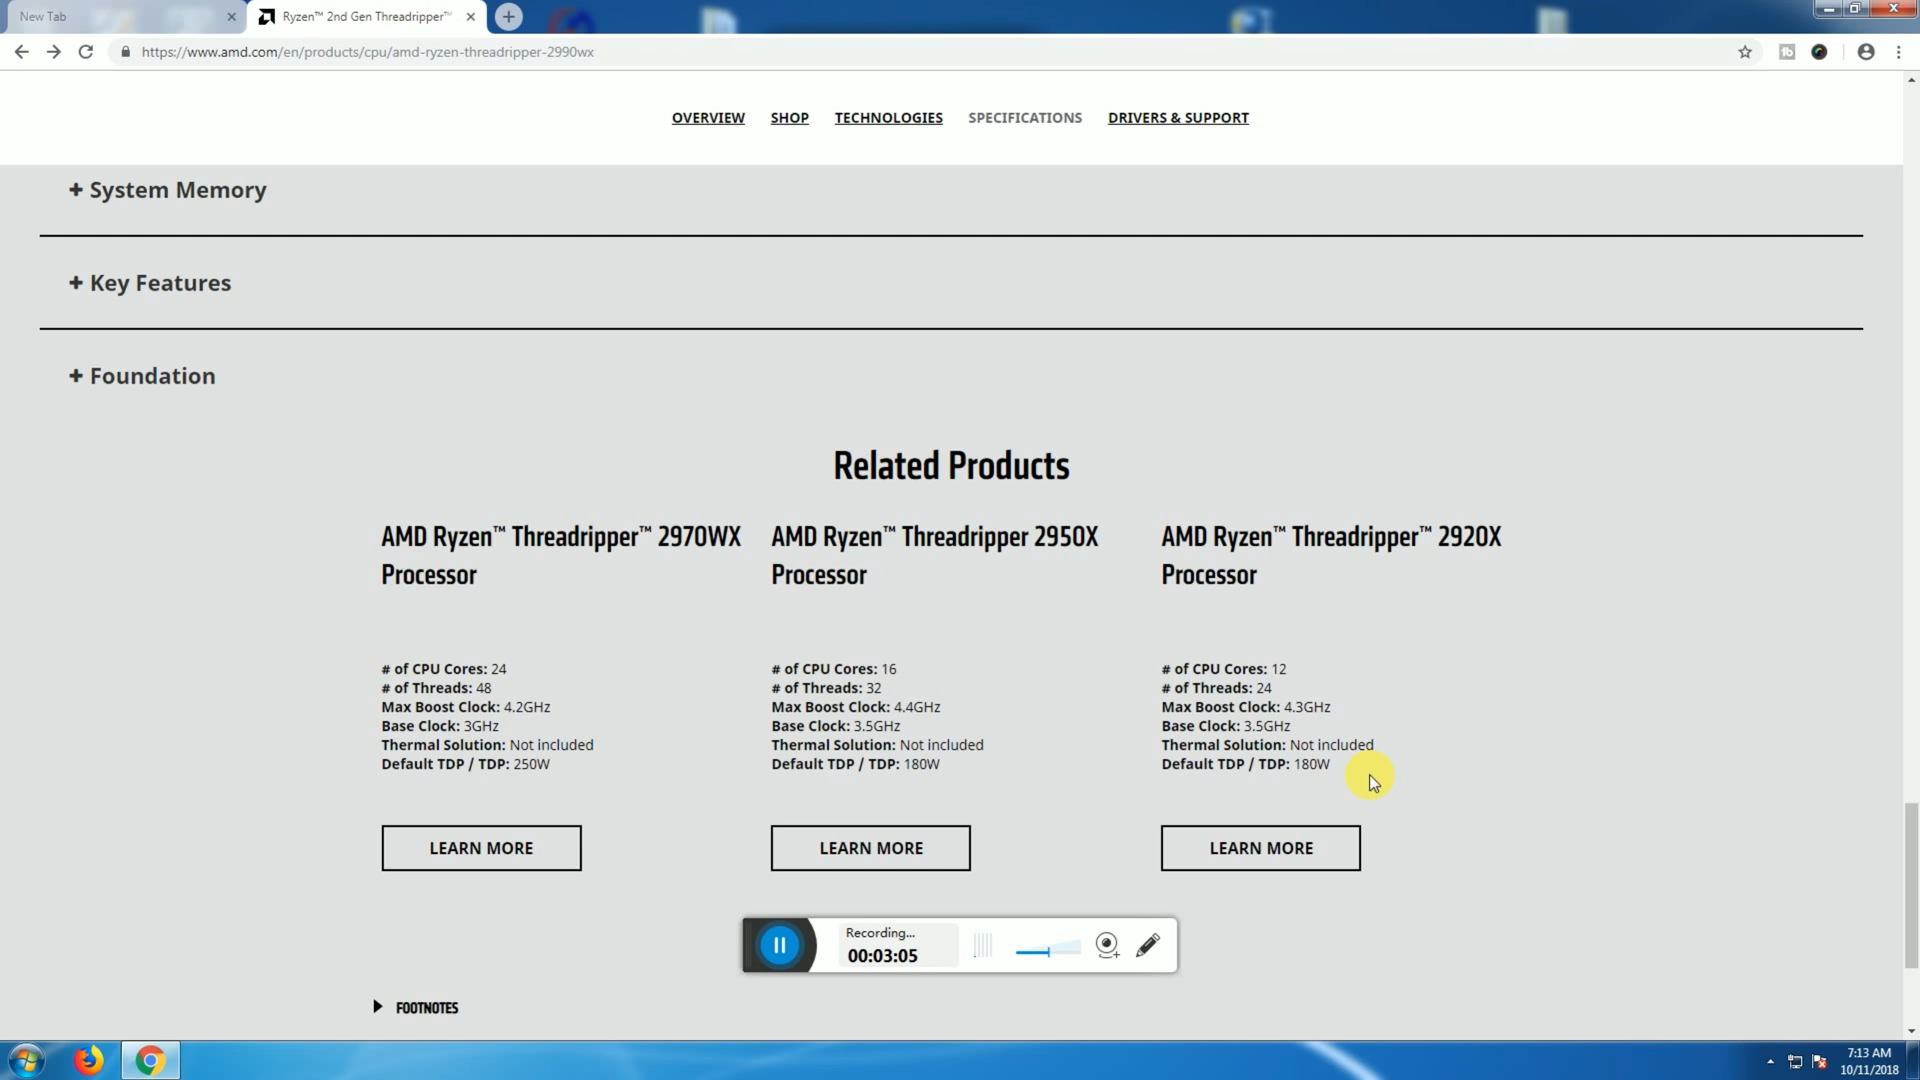 New Tab
Ryzen™ 2nd Gen Threadripper™
https://www.amd.com/en/products/cpu/amd-ryzen-threadripper-2990wx
OVERVIEW SHOP TECHNOLOGIES SPECIFICATIONS DRIVERS & SUPPORT
+ System Memory
+ Key Features
+ Foundation
Related Products
AMD Ryzen™ Threadripper™ 2970WX
Processor
# of CPU Cores: 24
# of Threads: 48
Max Boost Clock: 4.2GHz
Base Clock: 3GHz
Thermal Solution: Not included
Default TDP / TDP: 250W
LEARN MORE
AMD Ryzen™ Threadripper 2950X
Processor
# of CPU Cores: 16
# of Threads: 32
Max Boost Clock: 4.4GHz
Base Clock: 3.5GHz
Thermal Solution: Not included
Default TDP / TDP: 180W
LEARN MORE
AMD Ryzen™ Threadripper™ 2920X
Processor
# of CPU Cores: 12
# of Threads: 24
Max Boost Clock: 4.3GHz
Base Clock: 3.5GHz
Thermal Solution: Not included
Default TDP / TDP: 180W
LEARN MORE
Recording...
00:03:05
FOOTNOTES
7:13 AM
10/11/2018